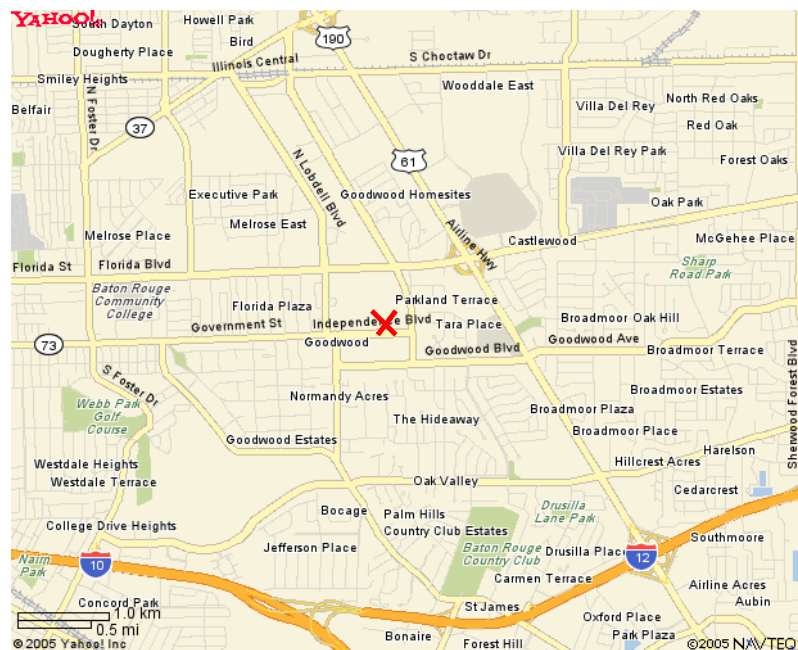 YAHOO!
South Dayton
Howell Park
Bird
190
Dougherty Place
Illinois Central
S Choctaw Dr
Smiley Heights
Wooddale East
Belfair
N Foster Dr
Villa Del Rey
North Red Oaks
37
Red Oak
61
Villa Del Rey Park
Forest Oaks
N Lobdell Blvd
Executive Park
Goodwood Homesites
Oak Park
Melrose East
Airline Hwy
Melrose Place
Castlewood
McGehee Place
Florida St
Florida Blvd
Sharp
Road Park
Baton Rouge
Community
College
Florida Plaza
Parkland Terrace
Independence Blvd
Government St
Tara Place
Broadmoor Oak Hill
73
Goodwood
Goodwood Blvd
Goodwood Ave
Broadmoor Terrace
Sherwood Forest Blvd
S Foster Dr
Normandy Acres
Broadmoor Estates
Webb Park
Golf
Course
The Hideaway
Broadmoor Plaza
Broadmoor Place
Goodwood Estates
Harelson
Westdale Heights
Hillcrest Acres
Westdale Terrace
Oak Valley
Cedarcrest
Bocage
Palm Hills
Drusilla
Lane Park
College Drive Heights
Country Club Estates
Southmoore
Jefferson Place
Baton Rouge
Country Club
Drusilla Place
12
Nairn
Park
10
Carmen Terrace
Airline Acres
Concord Park
St James
Aubin
1.0 km
Oxford Place
0.5 mi
Bonaire
Park Plaza
©2005 Yahoo! Inc
Forest Hill
©2005 NAVTEQ